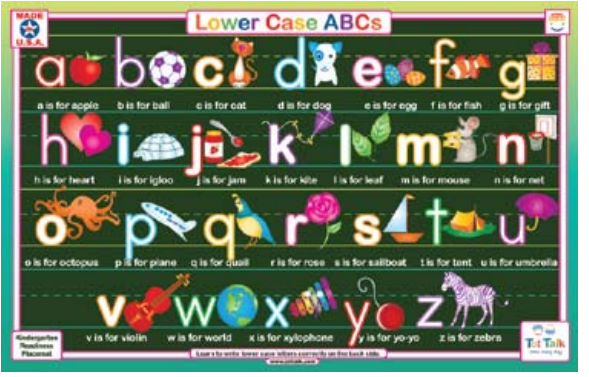 MADE
U.S.A.
Lower Case ABCs
a b c d e f g
a is for apple b is for ball c is for cat d is for dog e is for egg f is for fish g is for gift
h i j k l m n
h is for heart i is for igloo j is for jam k is for kite l is for leaf m is for mouse n is for net
o p q r s t u
o is for octopus p is for plane q is for quail r is for rose s is for sailboat t is for tent u is for umbrella
v w x y z
v is for violin w is for world x is for xylophone y is for yo-yo z is for zebra
Kindergarten
Readiness
Placemat
Learn to write lower case letters correctly on the back side.
www.tottalk.com
Tot Talk